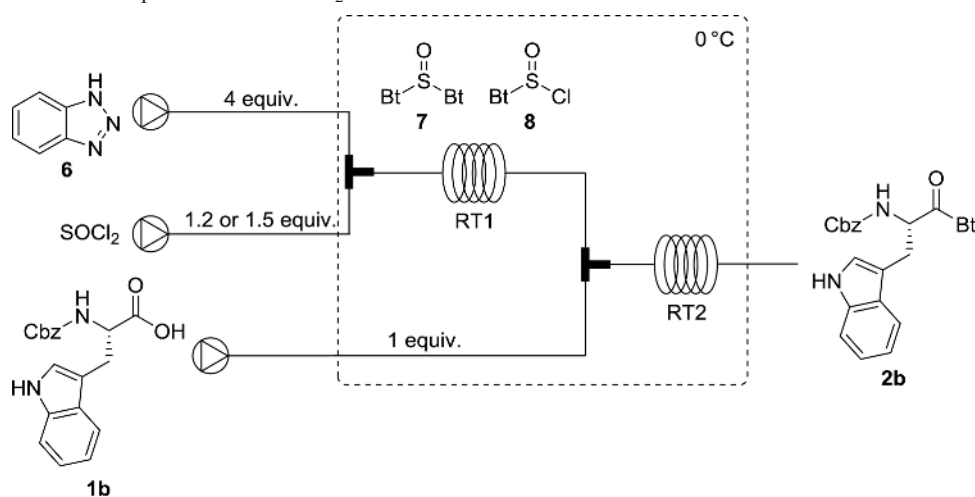 0 °C
O
S
Bt Bt
7
O
S
Bt Cl
8
H
N
N
N
6
4 equiv.
SOCl2
1.2 or 1.5 equiv.
RT1
RT2
H
N
Cbz
O
OH
HN
1b
1 equiv.
H
N
Cbz
O
Bt
HN
2b